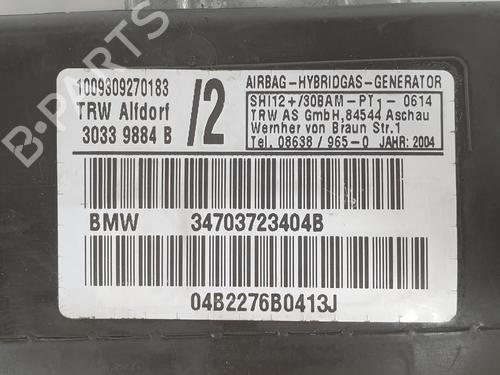 1009309270183
TRW Alfdorf
3033 9884 B
/2
AIRBAG-HYBRIDGAS-GENERATOR
SHI12+/30BAM-PT1-0614
TRW AS GmbH,84544 Aschau
Wernher von Braun Str.1
Tel. 08638/ 965-0 JAHR: 2004
BMW 34703723404B
04B2276B0413J
B-PARTS